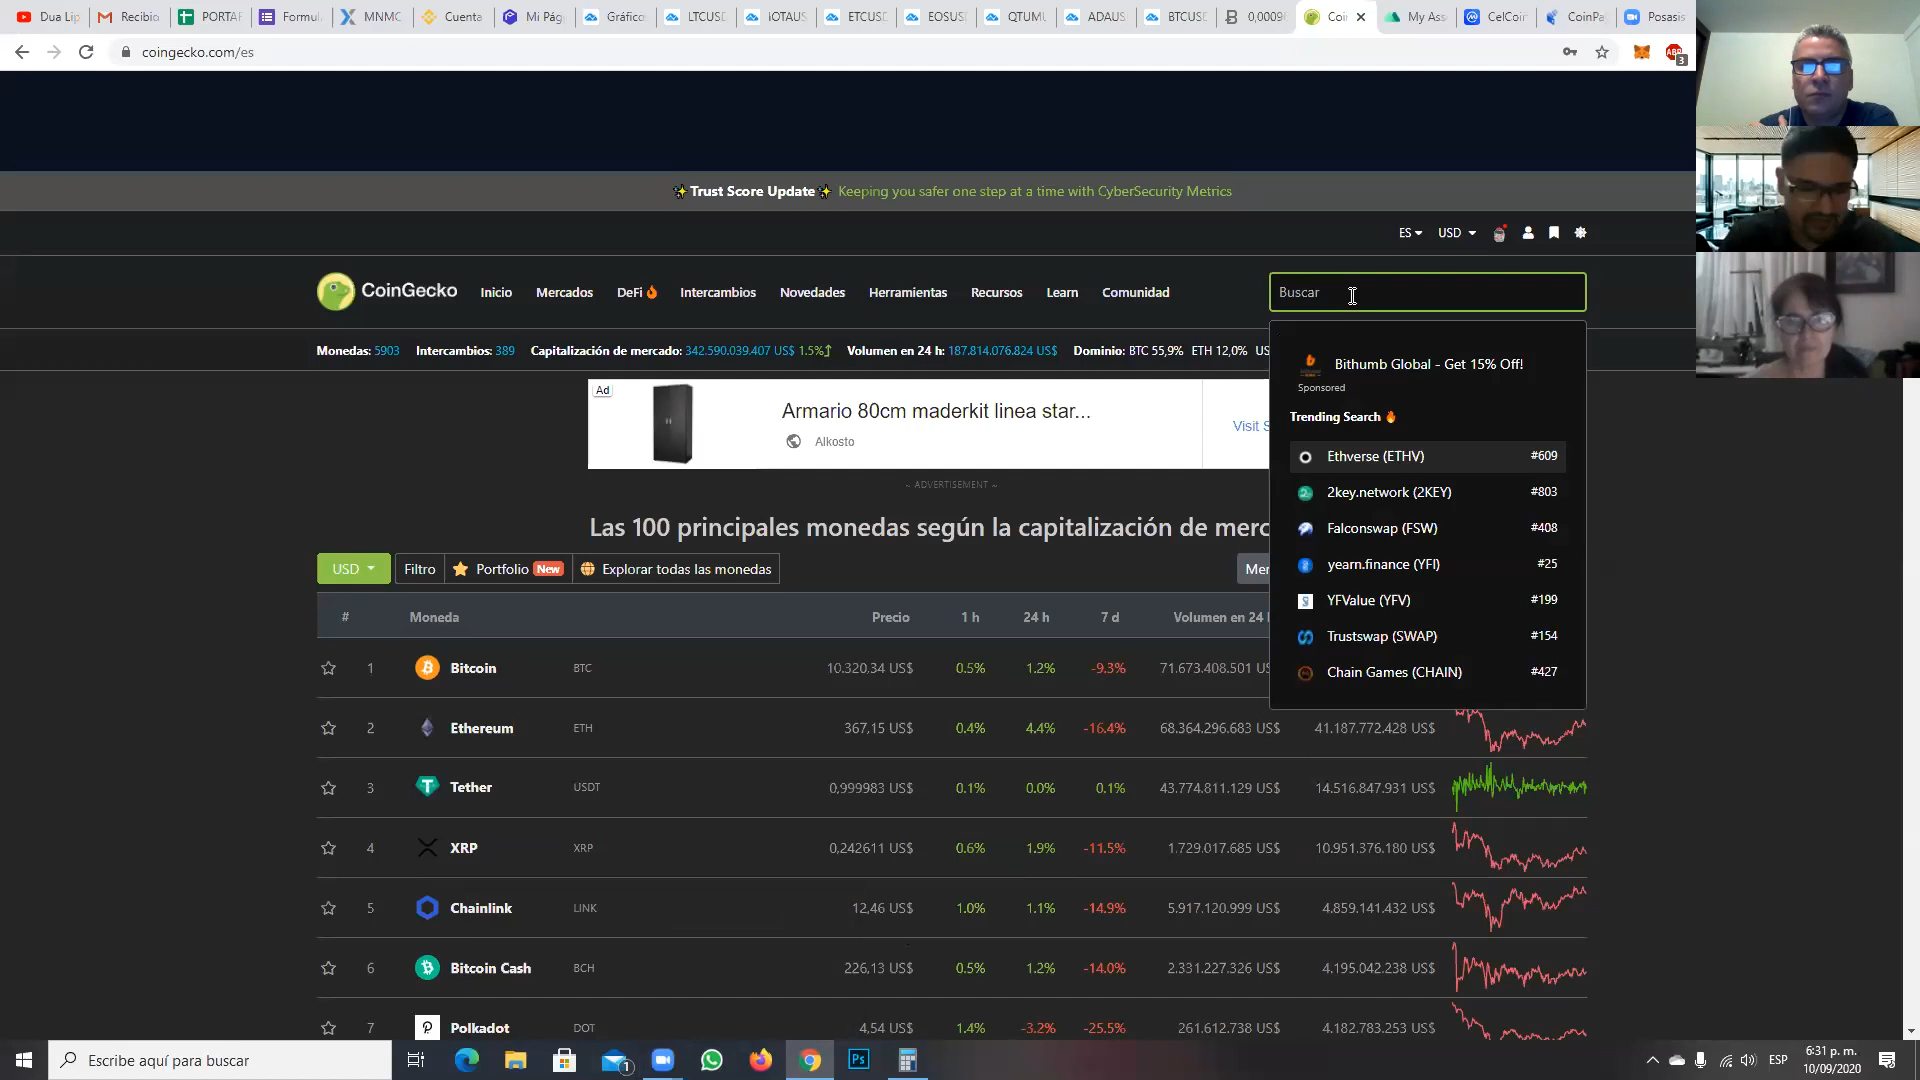 Dua Lip
Recibio
PORTAF
Formula
MNMC
Cuenta
Mi Pág
Gráfico
LTCUSD
IOTAUS
ETCUSD
EOSUSD
QTUMU
ADAUS
BTCUSD
0,00096
Coin
My Ass
CelCoin
CoinPa
Posasis
coingecko.com/es
ABP
3
✨ Trust Score Update ✨ Keeping you safer one step at a time with CyberSecurity Metrics
ES USD
CoinGecko Inicio Mercados DeFi Intercambios Novedades Herramientas Recursos Learn Comunidad
Buscar
Monedas: 5903 Intercambios: 389 Capitalización de mercado: 342.590.039.407 US$ 1.5% Volumen en 24 h: 187.814.076.824 US$ Dominio: BTC 55,9% ETH 12,0% US
Bithumb Global - Get 15% Off!
Sponsored
Trending Search
Ethverse (ETHV) #609
2key.network (2KEY) #803
Falconswap (FSW) #408
yearn.finance (YFI) #25
YFValue (YFV) #199
Trustswap (SWAP) #154
Chain Games (CHAIN) #427
Ad
Armario 80cm maderkit linea star...
Alkosto
Visit S
~ ADVERTISEMENT ~
Las 100 principales monedas según la capitalización de merc
USD Filtro Portfolio New Explorar todas las monedas Mer
# Moneda Precio 1 h 24 h 7 d Volumen en 24 h
1 Bitcoin BTC 10.320,34 US$ 0.5% 1.2% -9.3% 71.673.408.501 US
2 Ethereum ETH 367,15 US$ 0.4% 4.4% -16.4% 68.364.296.683 US$ 41.187.772.428 US$
3 Tether USDT 0,999983 US$ 0.1% 0.0% 0.1% 43.774.811.129 US$ 14.516.847.931 US$
4 XRP XRP 0,242611 US$ 0.6% 1.9% -11.5% 1.729.017.685 US$ 10.951.376.180 US$
5 Chainlink LINK 12,46 US$ 1.0% 1.1% -14.9% 5.917.120.999 US$ 4.859.141.432 US$
6 Bitcoin Cash BCH 226,13 US$ 0.5% 1.2% -14.0% 2.331.227.326 US$ 4.195.042.238 US$
7 Polkadot DOT 4,54 US$ 1.4% -3.2% -25.5% 261.612.738 US$ 4.182.783.253 US$
Escribe aquí para buscar
1
Ps
ESP
6:31 p. m.
10/09/2020